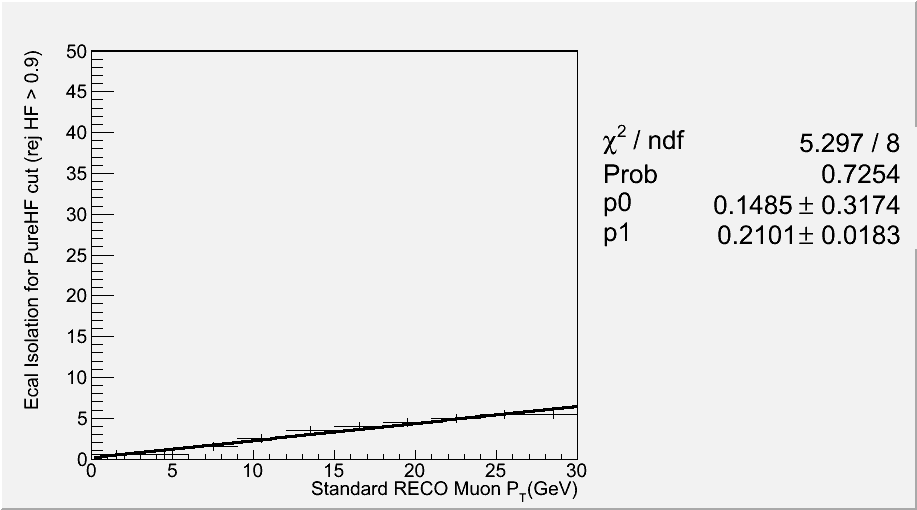 Ecal Isolation for PureHF cut (rej HF > 0.9)
50
45
40
35
30
25
20
15
10
5
0
0 5 10 15 20 25 30
Standard RECO Muon P_T(GeV)
χ² / ndf 5.297 / 8
Prob 0.7254
p0 0.1485 ± 0.3174
p1 0.2101 ± 0.0183